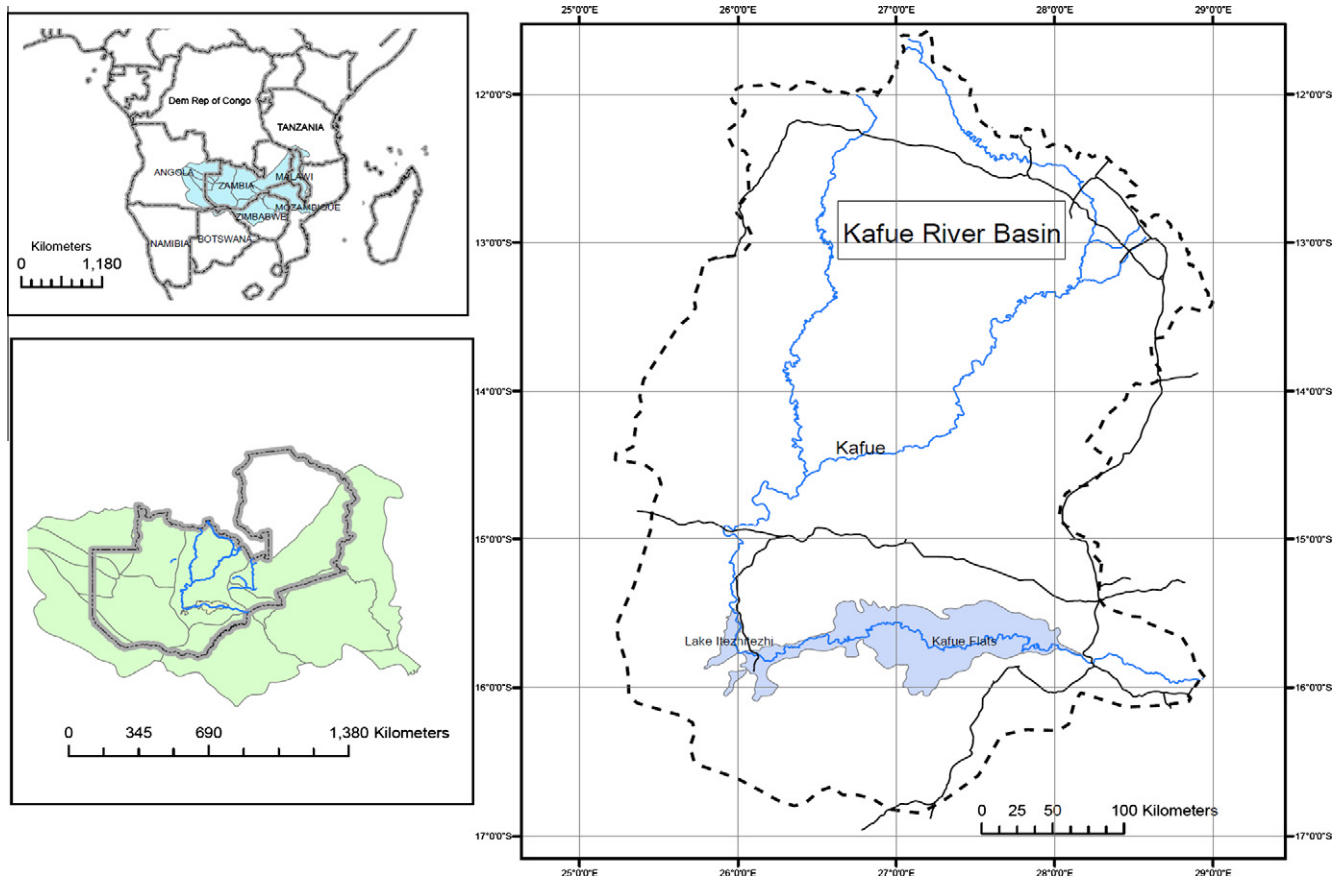 Dem Rep of Congo
TANZANIA
ANGOLA
MALAWI
ZAMBIA
MOZAMBIQUE
ZIMBABWE
NAMIBIA
BOTSWANA
Kilometers
0 1,180
0 345 690 1,380 Kilometers
25°0'0"E 26°0'0"E 27°0'0"E 28°0'0"E 29°0'0"E
12°0'0"S 12°0'0"S
Kafue River Basin
13°0'0"S 13°0'0"S
14°0'0"S 14°0'0"S
Kafue
15°0'0"S 15°0'0"S
Lake Itezhitezhi Kafue Flats
16°0'0"S 16°0'0"S
0 25 50 100 Kilometers
17°0'0"S 17°0'0"S
25°0'0"E 26°0'0"E 27°0'0"E 28°0'0"E 29°0'0"E